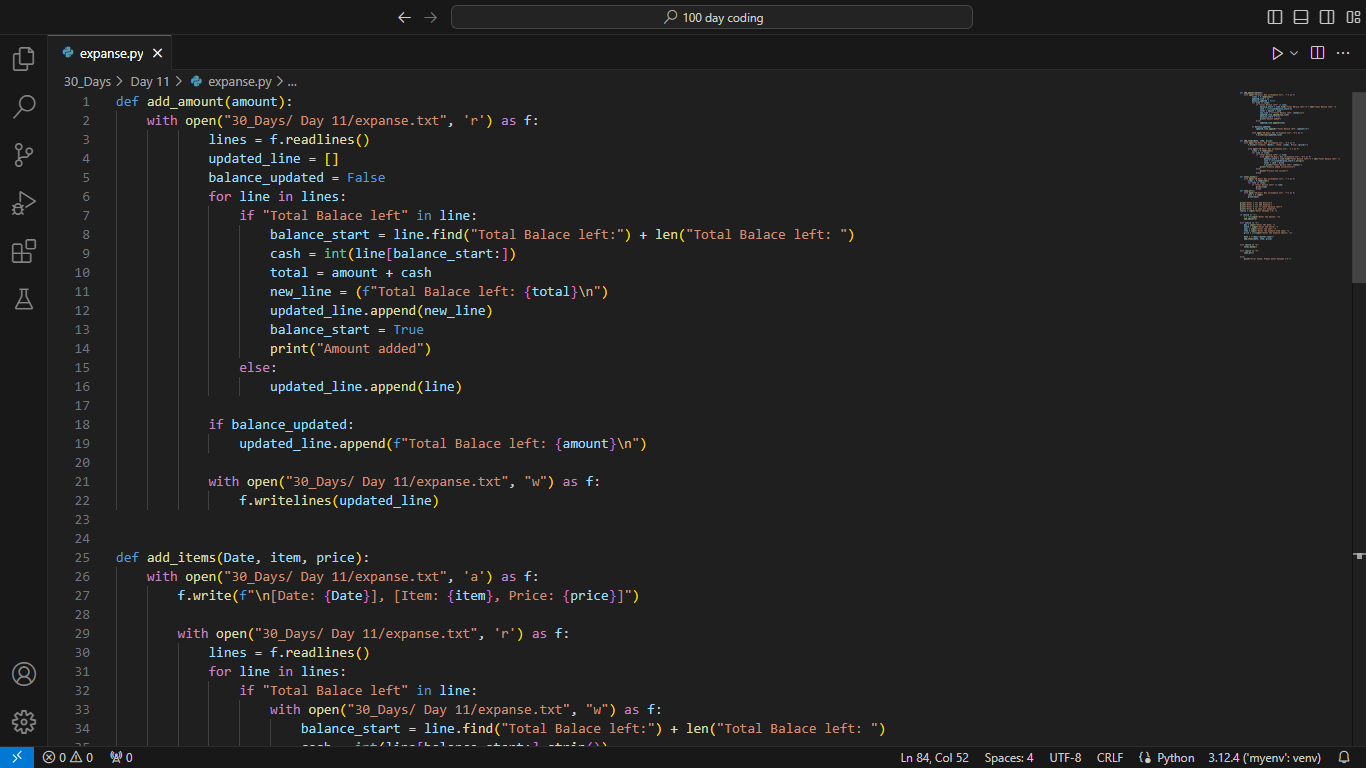 100 day coding
expanse.py
30_Days > Day 11 > expanse.py > ...
1 def add_amount(amount):
2     with open("30_Days/ Day 11/expanse.txt", 'r') as f:
3             lines = f.readlines()
4             updated_line = []
5             balance_updated = False
6             for line in lines:
7                 if "Total Balace left" in line:
8                     balance_start = line.find("Total Balace left:") + len("Total Balace left: ")
9                     cash = int(line[balance_start:])
10                     total = amount + cash
11                     new_line = (f"Total Balace left: {total}\n")
12                     updated_line.append(new_line)
13                     balance_start = True
14                     print("Amount added")
15                 else:
16                     updated_line.append(line)
17
18             if balance_updated:
19                 updated_line.append(f"Total Balace left: {amount}\n")
20
21             with open("30_Days/ Day 11/expanse.txt", "w") as f:
22                 f.writelines(updated_line)
23
24
25 def add_items(Date, item, price):
26     with open("30_Days/ Day 11/expanse.txt", 'a') as f:
27         f.write(f"\n[Date: {Date}], [Item: {item}, Price: {price}]")
28
29         with open("30_Days/ Day 11/expanse.txt", 'r') as f:
30             lines = f.readlines()
31             for line in lines:
32                 if "Total Balace left" in line:
33                     with open("30_Days/ Day 11/expanse.txt", "w") as f:
34                         balance_start = line.find("Total Balace left:") + len("Total Balace left: ")
35                         cash = int(line[balance_start:].strip())
0 0 0 Ln 84, Col 52 Spaces: 4 UTF-8 CRLF Python 3.12.4 ('myenv': venv)